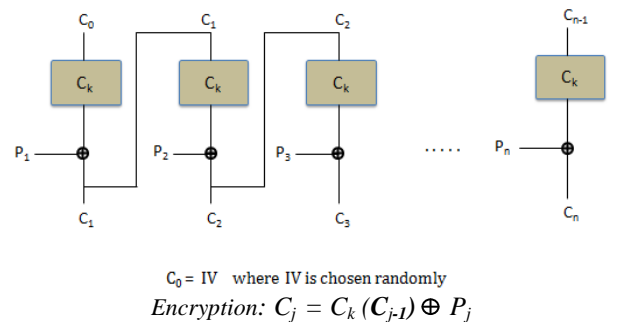 C₀ C₁ C₂ Cₙ₋₁
Cₖ Cₖ Cₖ Cₖ
P₁ ⊕ P₂ ⊕ P₃ ⊕ ..... Pₙ ⊕
C₁ C₂ C₃ Cₙ
C₀ = IV where IV is chosen randomly
Encryption: Cⱼ = Cₖ (Cⱼ₋₁) ⊕ Pⱼ